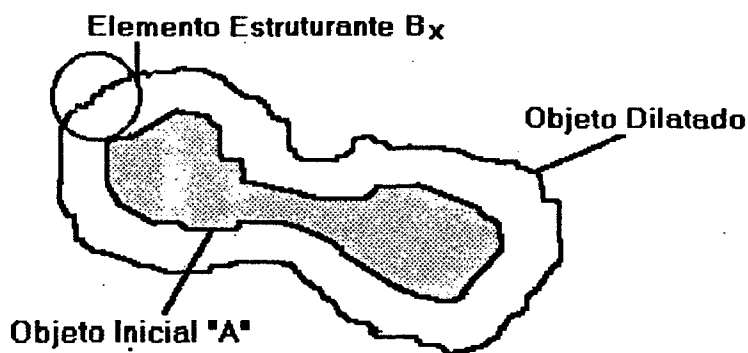 Elemento Estruturante Bx
Objeto Dilatado
Objeto Inicial "A"